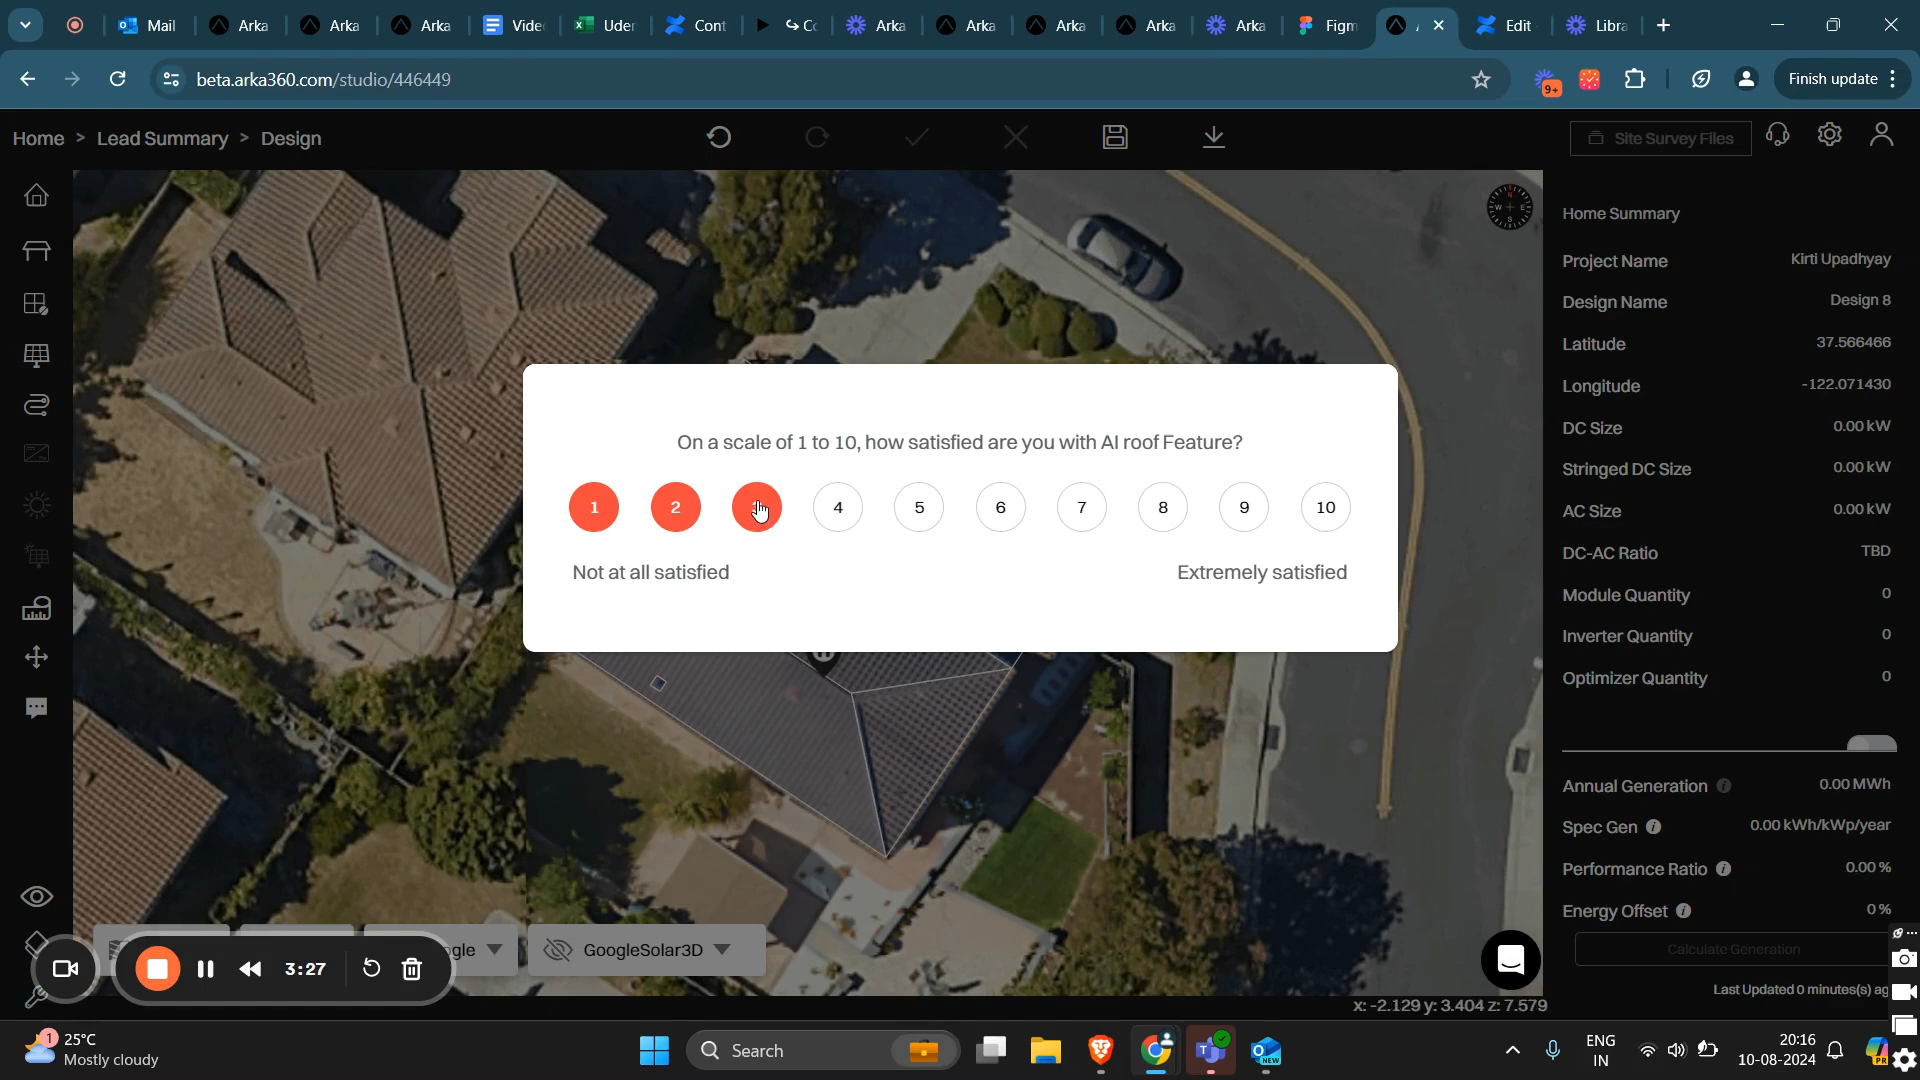 Mail
Arka
Arka
Arka
Vide
Uder
Cont
Co
Arka
Arka
Arka
Arka
Arka
Figm
Edit
Libra
beta.arka360.com/studio/446449
9+
Finish update
Home > Lead Summary > Design
Site Survey Files
N
W E
S
Home Summary
Project Name Kirti Upadhyay
Design Name Design 8
Latitude 37.566466
Longitude -122.071430
DC Size 0.00 kW
Stringed DC Size 0.00 kW
AC Size 0.00 kW
DC-AC Ratio TBD
Module Quantity 0
Inverter Quantity 0
Optimizer Quantity 0
Annual Generation 0.00 MWh
Spec Gen 0.00 kWh/kWp/year
Performance Ratio 0.00 %
Energy Offset 0 %
Calculate Generation
Last Updated 0 minutes(s) ag
On a scale of 1 to 10, how satisfied are you with AI roof Feature?
1 2 4 5 6 7 8 9 10
Not at all satisfied Extremely satisfied
gle
GoogleSolar3D
3:27
x: -2.129 y: 3.404 z: 7.579
1
25°C
Mostly cloudy
Search
NEW
ENG
IN
20:16
10-08-2024
PRE